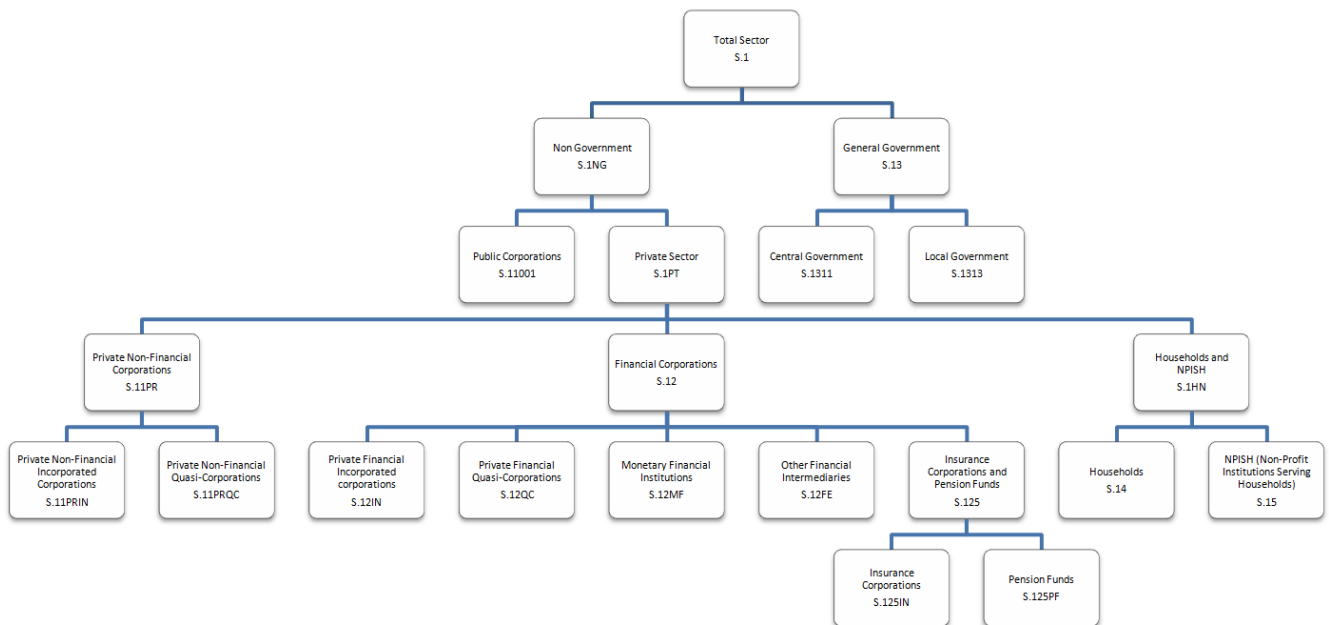 Total Sector
S.1
Non Government
S.1NG
General Government
S.13
Public Corporations
S.11001
Private Sector
S.1PT
Central Government
S.1311
Local Government
S.1313
Private Non-Financial
Corporations
S.11PR
Financial Corporations
S.12
Households and
NPISH
S.1HN
Private Non-Financial
Incorporated
Corporations
S.11PRIN
Private Non-Financial
Quasi-Corporations
S.11PRQC
Private Financial
Incorporated
corporations
S.12IN
Private Financial
Quasi-Corporations
S.12QC
Monetary Financial
Institutions
S.12MF
Other Financial
Intermediaries
S.12FE
Insurance
Corporations and
Pension Funds
S.125
Households
S.14
NPISH (Non-Profit
Institutions Serving
Households)
S.15
Insurance
Corporations
S.125IN
Pension Funds
S.125PF